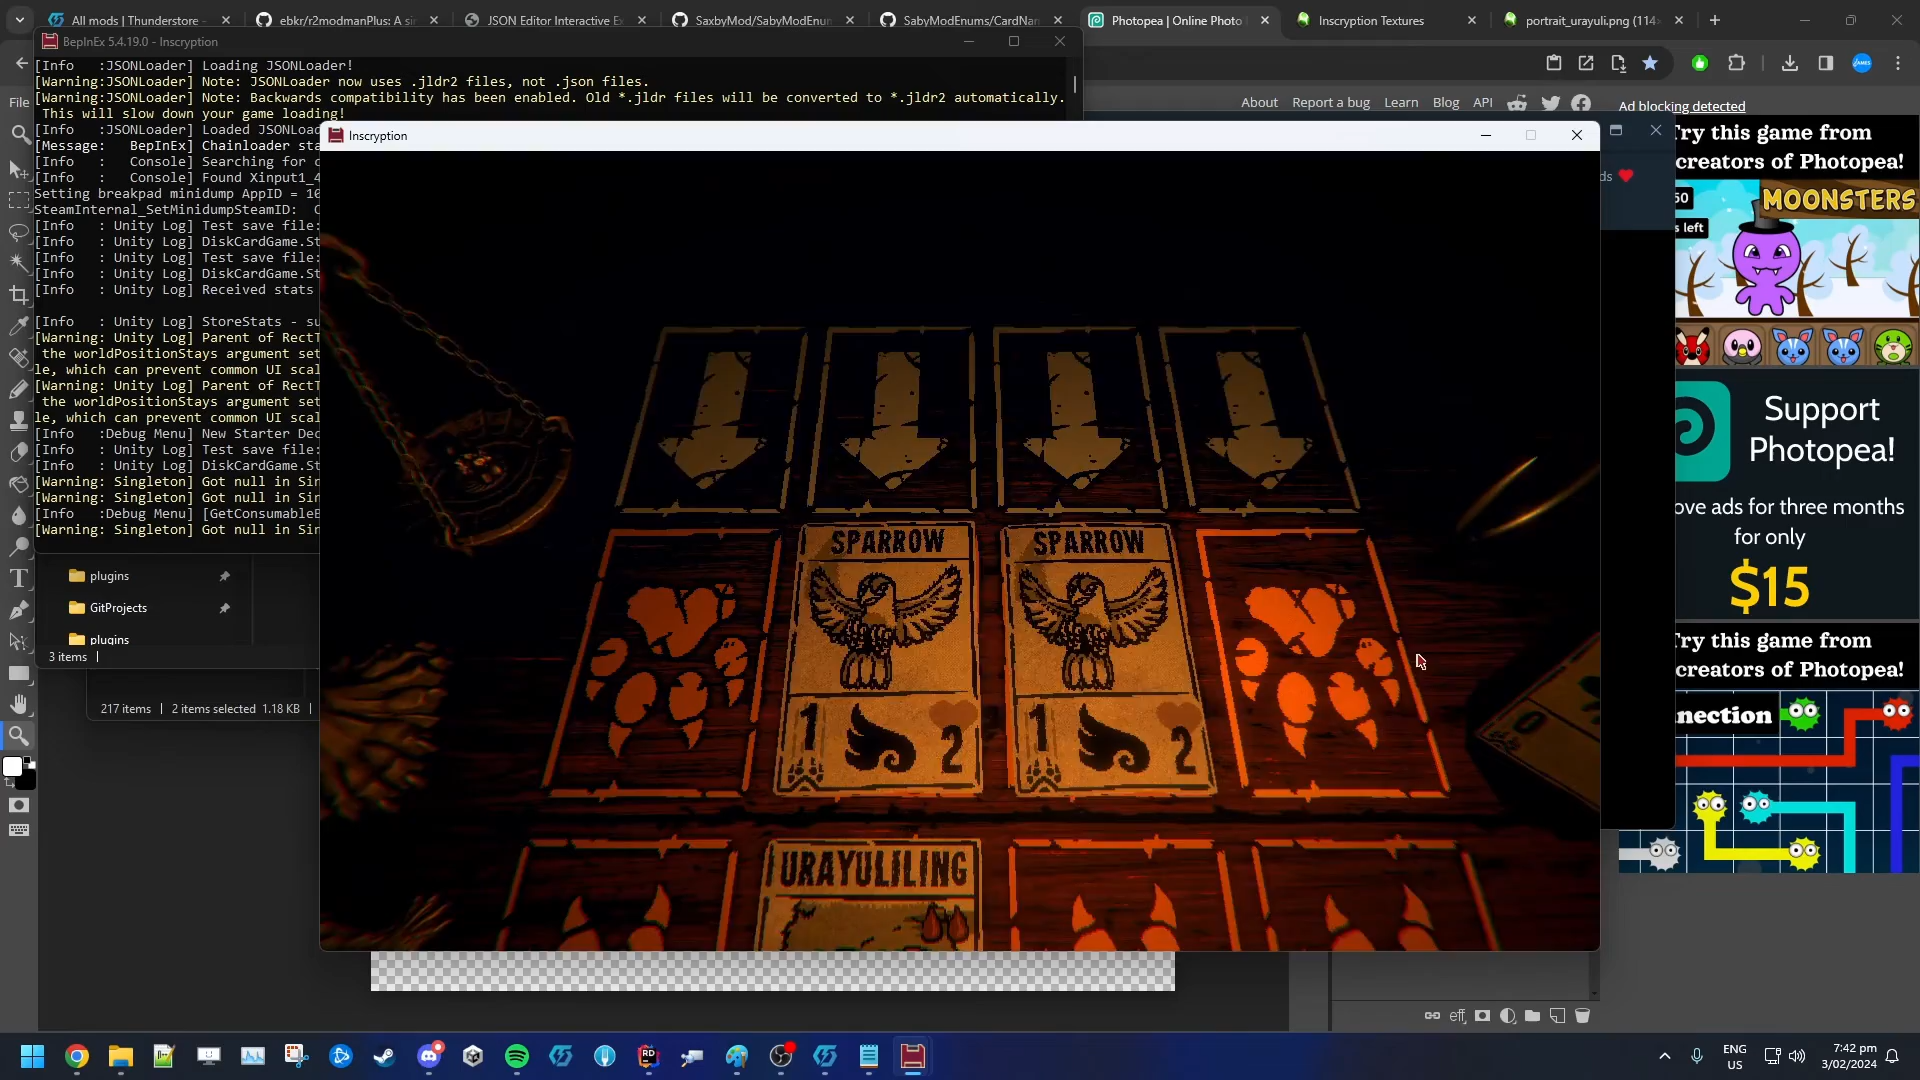 All mods | Thunderstore -
ebkr/r2modmanPlus: A si
JSON Editor Interactive Ex
SaxbyMod/SabyModEnum
SabyModEnums/CardNan
Photopea | Online Photo
Inscryption Textures
portrait_urayuli.png (114×
BepInEx 5.4.19.0 - Inscryption
[Info   :JSONLoader] Loading JSONLoader!
[Warning:JSONLoader] Note: JSONLoader now uses .jldr2 files, not .json files.
[Warning:JSONLoader] Note: Backwards compatibility has been enabled. Old *.jldr files will be converted to *.jldr2 automatically.
This will slow down your game loading!
[Info   :JSONLoader] Loaded JSONLoad
[Message:   BepInEx] Chainloader sta
[Info   :   Console] Searching for c
[Info   :   Console] Found Xinput1_4
Setting breakpad minidump AppID = 10
SteamInternal_SetMinidumpSteamID:  C
[Info   : Unity Log] Test save file:
[Info   : Unity Log] DiskCardGame.St
[Info   : Unity Log] Test save file:
[Info   : Unity Log] DiskCardGame.St
[Info   : Unity Log] Received stats
[Info   : Unity Log] StoreStats - su
[Warning: Unity Log] Parent of RectT
the worldPositionStays argument set
le, which can prevent common UI scal
[Warning: Unity Log] Parent of RectT
the worldPositionStays argument set
le, which can prevent common UI scal
[Info   :Debug Menu] New Starter Dec
[Info   : Unity Log] Test save file:
[Info   : Unity Log] DiskCardGame.St
[Warning: Singleton] Got null in Sin
[Warning: Singleton] Got null in Sin
[Info   :Debug Menu] [GetConsumableB
[Warning: Singleton] Got null in Sin
File
About
Report a bug
Learn
Blog
API
Ad blocking detected
Inscryption
ds
SPARROW
1
2
SPARROW
1
2
URAYULILING
0
plugins
GitProjects
plugins
3 items
217 items
2 items selected 1.18 KB
Try this game from
creators of Photopea!
50
MOONSTERS
s left
Support
Photopea!
ove ads for three months
for only
$15
Try this game from
creators of Photopea!
nection
eff
ENG
US
7:42 pm
3/02/2024